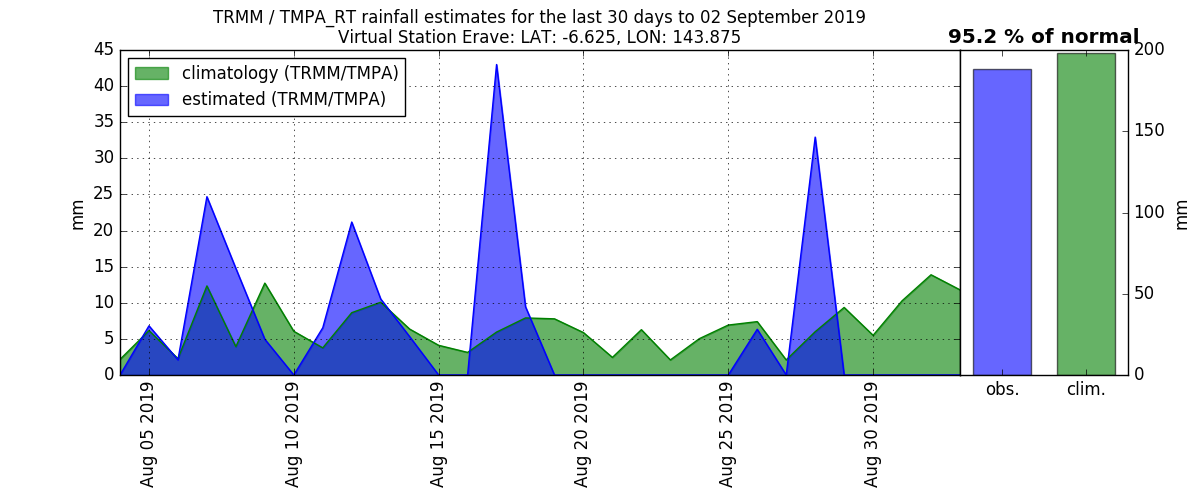 TRMM / TMPA_RT rainfall estimates for the last 30 days to 02 September 2019
Virtual Station Erave: LAT: -6.625, LON: 143.875
95.2 % of normal
climatology (TRMM/TMPA)
estimated (TRMM/TMPA)
mm
45
40
35
30
25
20
15
10
5
0
Aug 05 2019
Aug 10 2019
Aug 15 2019
Aug 20 2019
Aug 25 2019
Aug 30 2019
200
150
100
50
0
mm
obs.
clim.